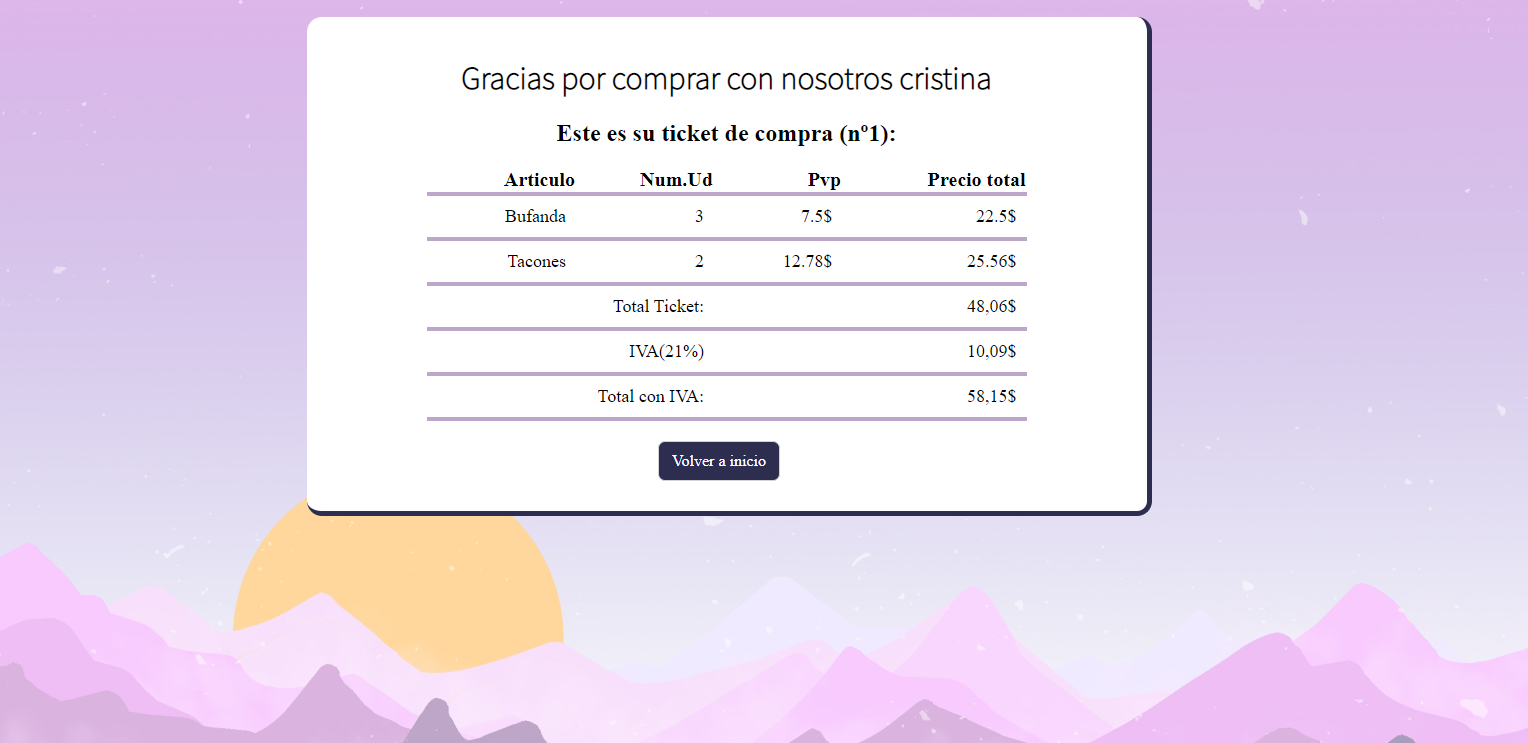 Gracias por comprar con nosotros cristina
Este es su ticket de compra (nº1):
Articulo Num.Ud Pvp Precio total
Bufanda 3 7.5$ 22.5$
Tacones 2 12.78$ 25.56$
Total Ticket: 48,06$
IVA(21%) 10,09$
Total con IVA: 58,15$
Volver a inicio